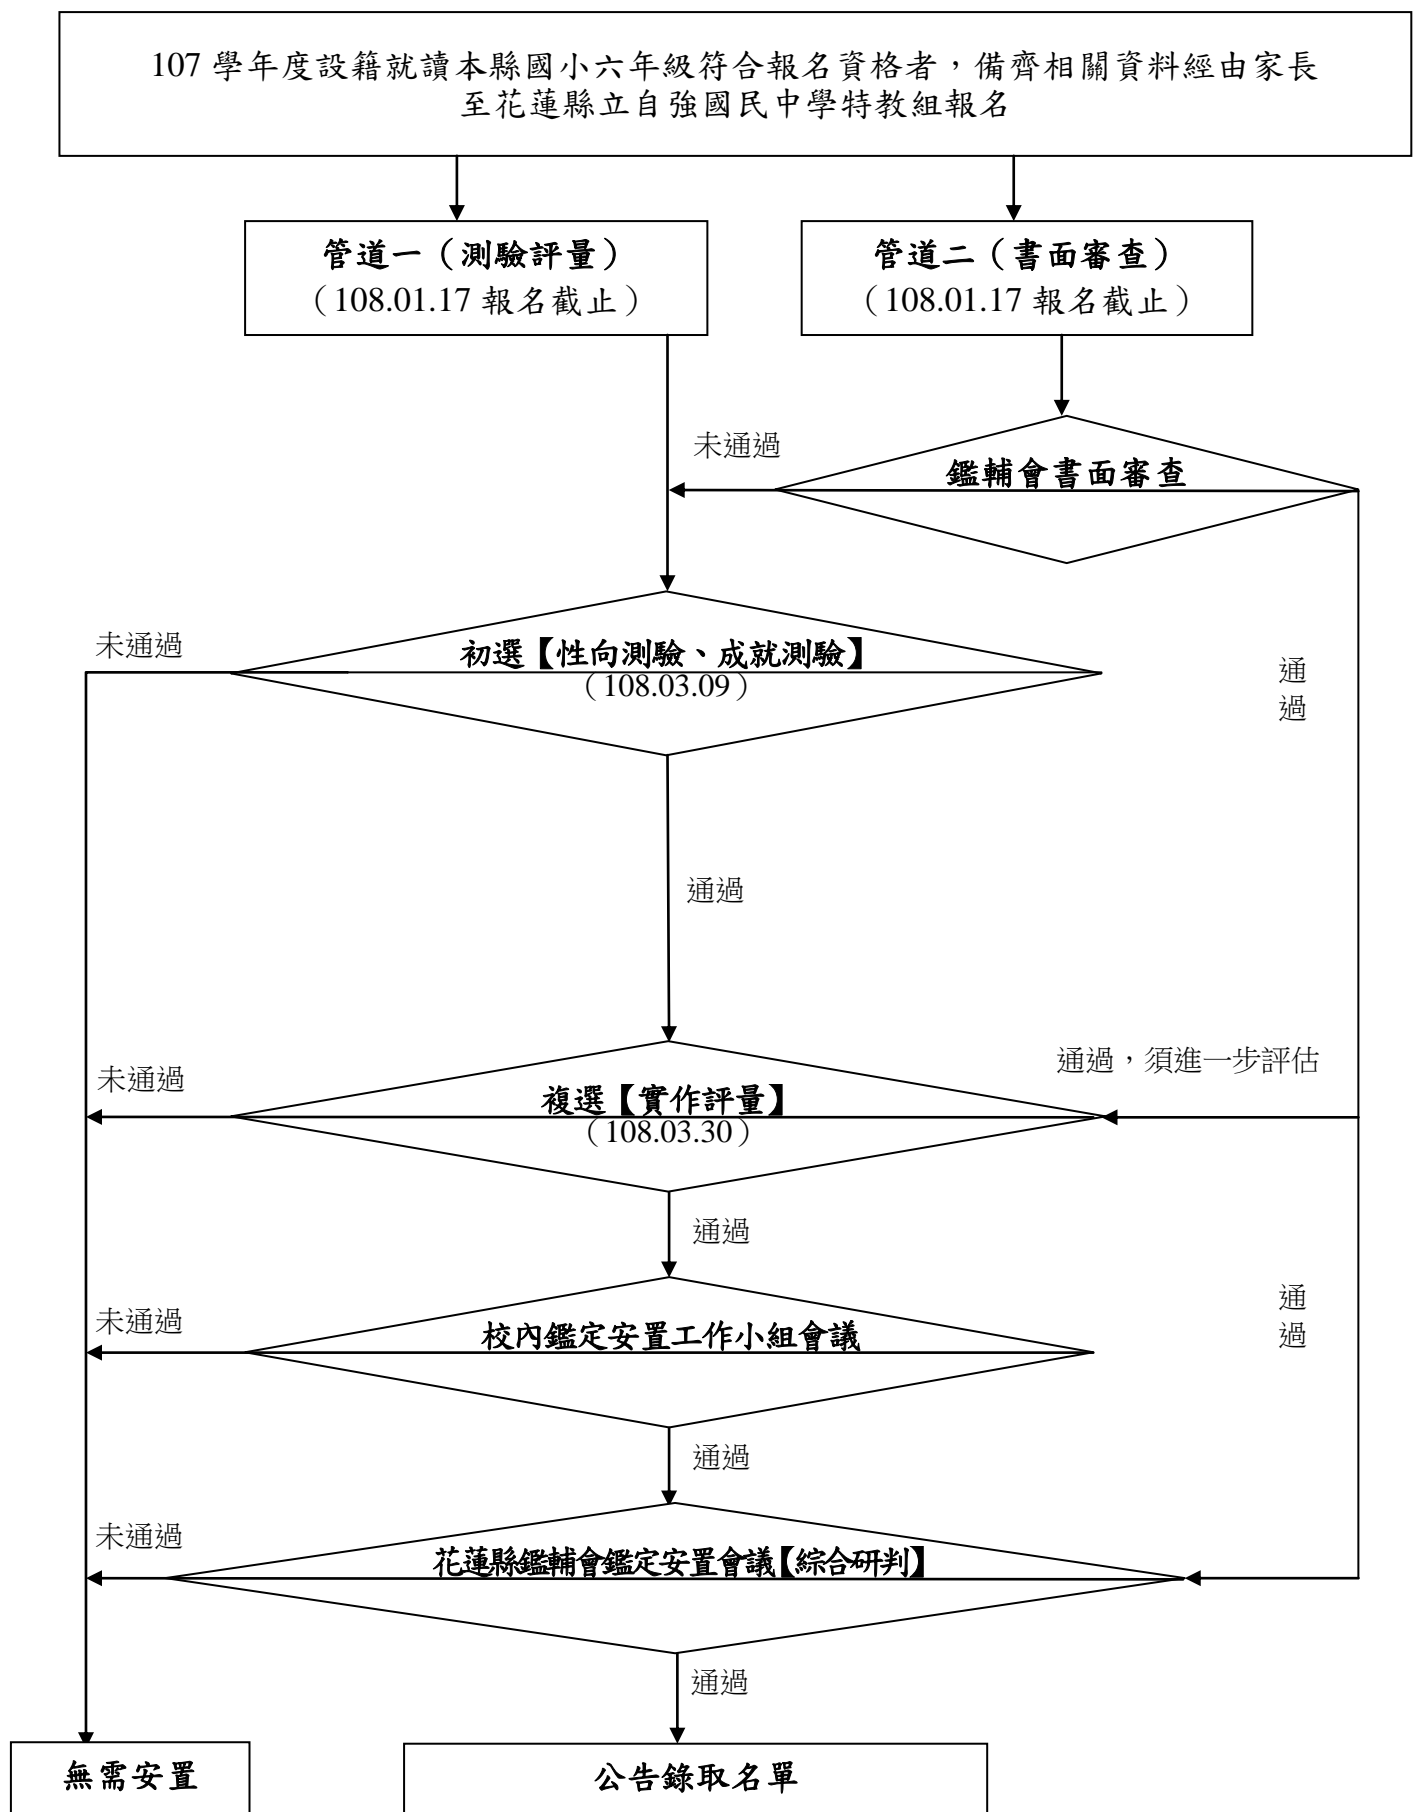 107 學年度設籍就讀本縣國小六年級符合報名資格者，備齊相關資料經由家長
至花蓮縣立自強國民中學特教組報名
管道一（測驗評量）
（108.01.17 報名截止）
管道二（書面審查）
（108.01.17 報名截止）
未通過
鑑輔會書面審查
未通過
初選【性向測驗、成就測驗】
（108.03.09）
通
過
通過
通過，須進一步評估
未通過
複選【實作評量】
（108.03.30）
通過
通
過
未通過
校內鑑定安置工作小組會議
通過
未通過
花蓮縣鑑輔會鑑定安置會議【綜合研判】
通過
無需安置
公告錄取名單